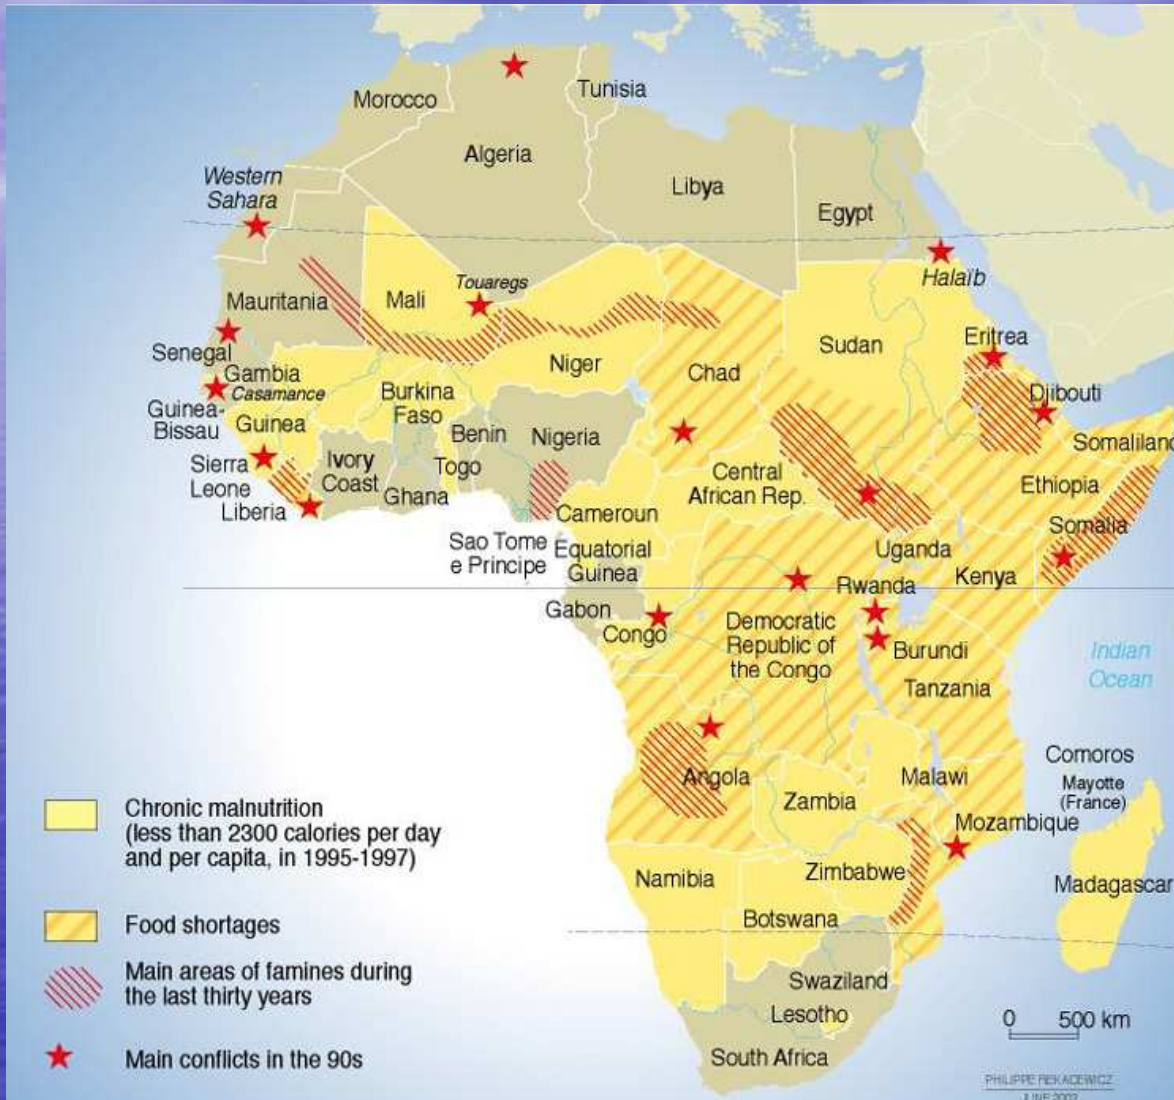 Morocco
Tunisia
Algeria
Libya
Egypt
Western
Sahara
Halaïb
Mauritania
Mali
Touaregs
Niger
Chad
Sudan
Eritrea
Senegal
Gambia
Casamance
Guinea-
Bissau
Guinea
Burkina
Faso
Benin
Nigeria
Djibouti
Somaliland
Sierra
Leone
Liberia
Ivory
Coast
Ghana
Togo
Central
African Rep.
Ethiopia
Cameroun
Somalia
Sao Tome
e Principe
Equatorial
Guinea
Uganda
Kenya
Rwanda
Gabon
Congo
Democratic
Republic of
the Congo
Burundi
Tanzania
Indian
Ocean
Angola
Zambia
Malawi
Comoros
Mayotte
(France)
Mozambique
Zimbabwe
Namibia
Botswana
Madagascar
Swaziland
Lesotho
South Africa
Chronic malnutrition
(less than 2300 calories per day
and per capita, in 1995-1997)
Food shortages
Main areas of famines during
the last thirty years
Main conflicts in the 90s
0 500 km
PHILIPPE REKACEWICZ
JUNE 2002